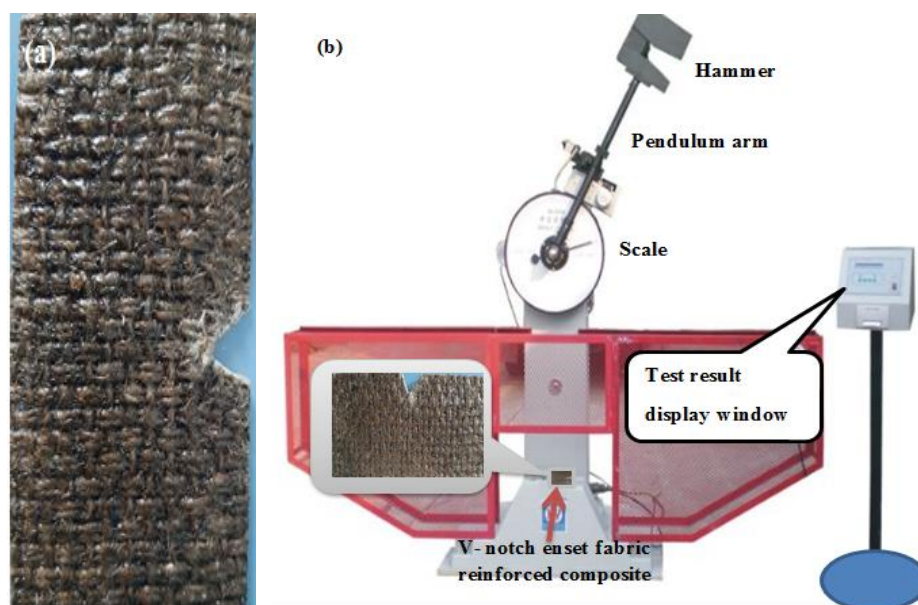 (a)
(b)
Hammer
Pendulum arm
Scale
Test result
display window
V- notch enset fabric
reinforced composite